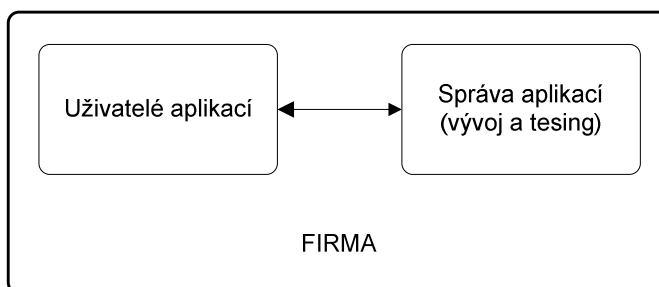 Uživatelé aplikací
Správa aplikací
(vývoj a tesing)
FIRMA